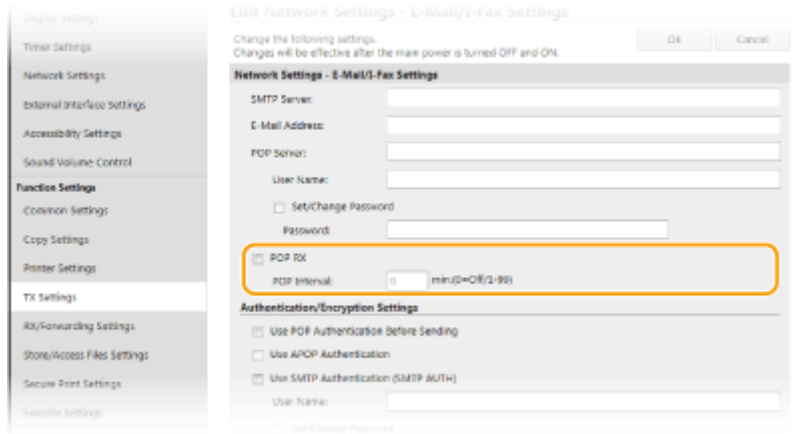 Display Settings
Timer Settings
Network Settings
External Interface Settings
Accessibility Settings
Sound Volume Control
Function Settings
Common Settings
Copy Settings
Printer Settings
TX Settings
RX/Forwarding Settings
Store/Access Files Settings
Secure Print Settings
Favorite Settings
Edit Network Settings - E-Mail/I-Fax Settings
Change the following settings.
Changes will be effective after the main power is turned OFF and ON.
OK
Cancel
Network Settings - E-Mail/I-Fax Settings
SMTP Server:
E-Mail Address:
POP Server:
User Name:
Set/Change Password
Password:
POP RX
POP Interval:
0
min.(0=Off/1-99)
Authentication/Encryption Settings
Use POP Authentication Before Sending
Use APOP Authentication
Use SMTP Authentication (SMTP AUTH)
User Name:
Set/Change Password